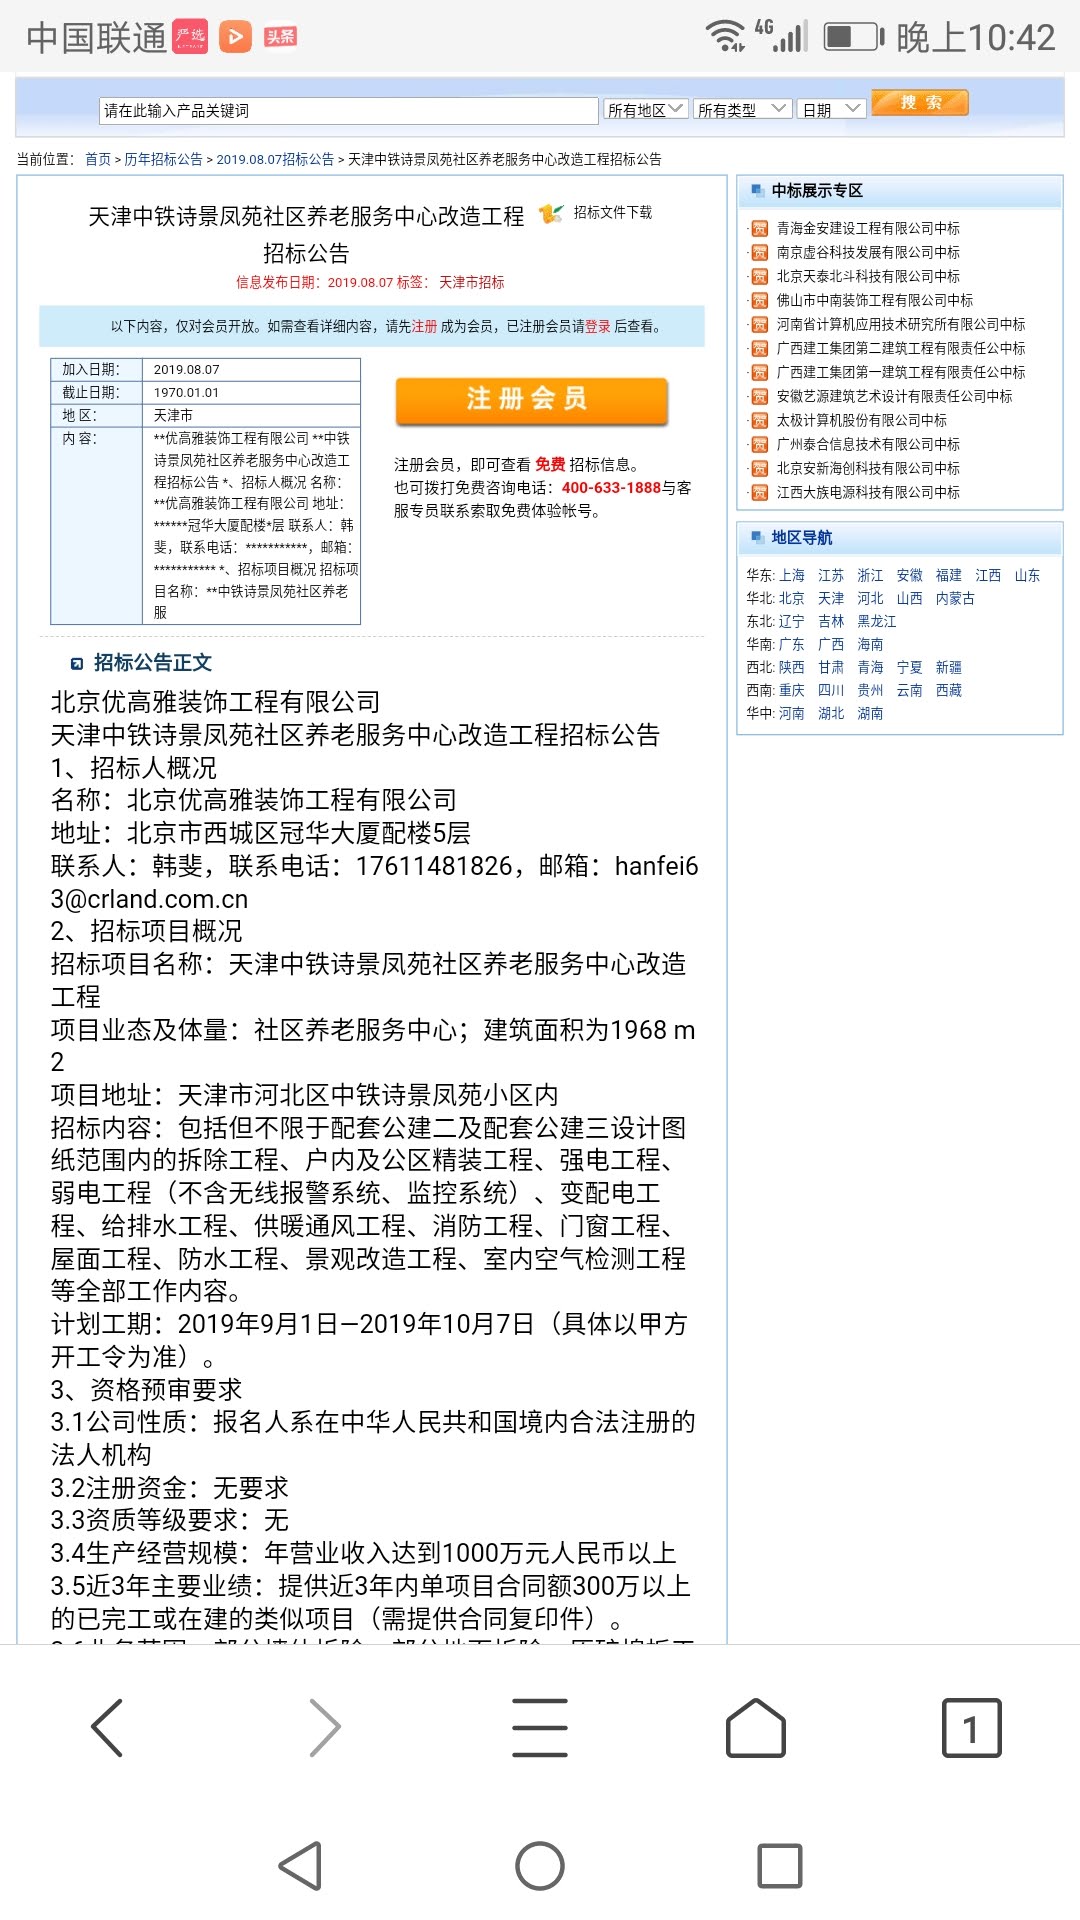 中国联通 严选 头条 4G 晚上10:42
请在此输入产品关键词 所有地区 所有类型 日期 搜索
当前位置： 首页 > 历年招标公告 > 2019.08.07招标公告 > 天津中铁诗景凤苑社区养老服务中心改造工程招标公告
天津中铁诗景凤苑社区养老服务中心改造工程 招标文件下载
招标公告
信息发布日期：2019.08.07 标签： 天津市招标
以下内容，仅对会员开放。如需查看详细内容，请先注册 成为会员，已注册会员请登录 后查看。
加入日期： 2019.08.07
截止日期： 1970.01.01
地 区： 天津市
内 容： **优高雅装饰工程有限公司 **中铁
诗景凤苑社区养老服务中心改造工
程招标公告 *、招标人概况 名称：
**优高雅装饰工程有限公司 地址：
******冠华大厦配楼*层 联系人：韩
斐，联系电话：***********，邮箱：
*********** *、招标项目概况 招标项
目名称：**中铁诗景凤苑社区养老
服
注册会员
注册会员，即可查看 免费 招标信息。
也可拨打免费咨询电话：400-633-1888与客
服专员联系索取免费体验帐号。
招标公告正文
北京优高雅装饰工程有限公司
天津中铁诗景凤苑社区养老服务中心改造工程招标公告
1、招标人概况
名称：北京优高雅装饰工程有限公司
地址：北京市西城区冠华大厦配楼5层
联系人：韩斐，联系电话：17611481826，邮箱：hanfei6
3@crland.com.cn
2、招标项目概况
招标项目名称：天津中铁诗景凤苑社区养老服务中心改造
工程
项目业态及体量：社区养老服务中心；建筑面积为1968 m
2
项目地址：天津市河北区中铁诗景凤苑小区内
招标内容：包括但不限于配套公建二及配套公建三设计图
纸范围内的拆除工程、户内及公区精装工程、强电工程、
弱电工程（不含无线报警系统、监控系统）、变配电工
程、给排水工程、供暖通风工程、消防工程、门窗工程、
屋面工程、防水工程、景观改造工程、室内空气检测工程
等全部工作内容。
计划工期：2019年9月1日—2019年10月7日（具体以甲方
开工令为准）。
3、资格预审要求
3.1公司性质：报名人系在中华人民共和国境内合法注册的
法人机构
3.2注册资金：无要求
3.3资质等级要求：无
3.4生产经营规模：年营业收入达到1000万元人民币以上
3.5近3年主要业绩：提供近3年内单项目合同额300万以上
的已完工或在建的类似项目（需提供合同复印件）。
中标展示专区
·贺 青海金安建设工程有限公司中标
·贺 南京虚谷科技发展有限公司中标
·贺 北京天泰北斗科技有限公司中标
·贺 佛山市中南装饰工程有限公司中标
·贺 河南省计算机应用技术研究所有限公司中标
·贺 广西建工集团第二建筑工程有限责任公中标
·贺 广西建工集团第一建筑工程有限责任公中标
·贺 安徽艺源建筑艺术设计有限责任公司中标
·贺 太极计算机股份有限公司中标
·贺 广州泰合信息技术有限公司中标
·贺 北京安新海创科技有限公司中标
·贺 江西大族电源科技有限公司中标
地区导航
华东: 上海 江苏 浙江 安徽 福建 江西 山东
华北: 北京 天津 河北 山西 内蒙古
东北: 辽宁 吉林 黑龙江
华南: 广东 广西 海南
西北: 陕西 甘肃 青海 宁夏 新疆
西南: 重庆 四川 贵州 云南 西藏
华中: 河南 湖北 湖南
1